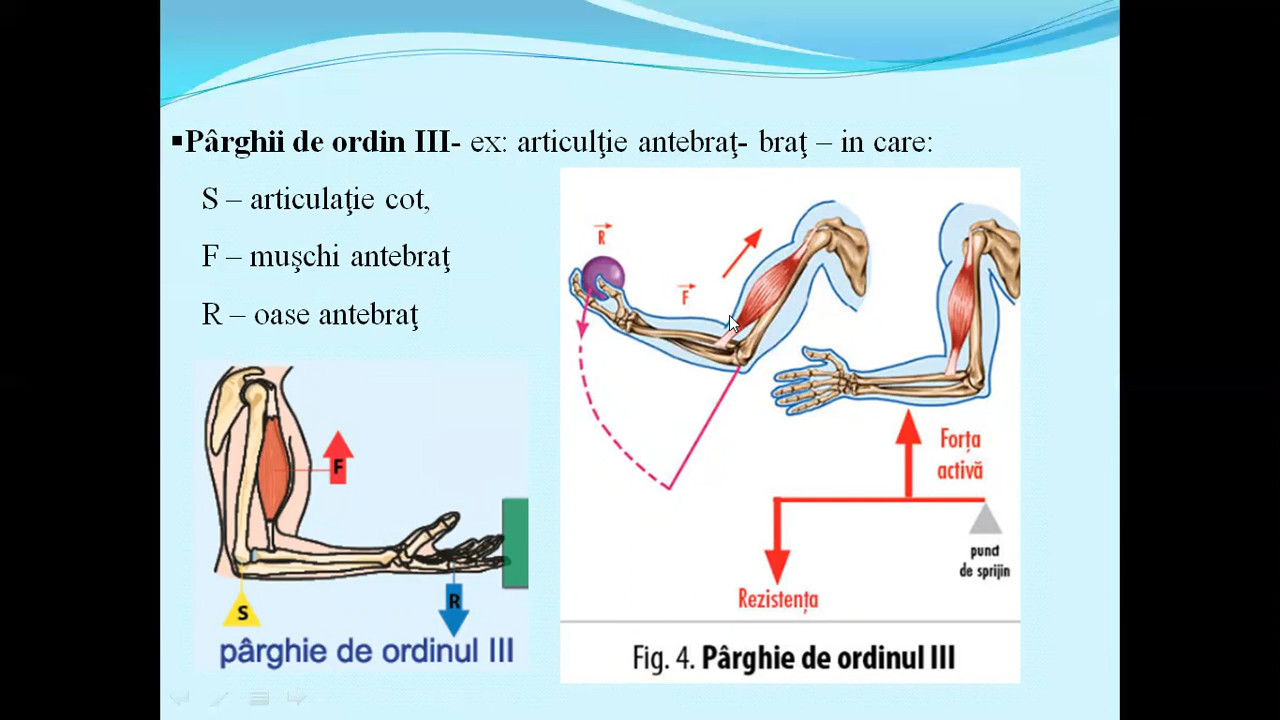 ▪Pârghii de ordin III- ex: articulţie antebraţ- braţ – in care:
S – articulaţie cot,
F – muşchi antebraţ
R – oase antebraţ
F
S
R
pârghie de ordinul III
R
F
Forța
activă
punct
de sprijin
Rezistența
Fig. 4. Pârghie de ordinul III